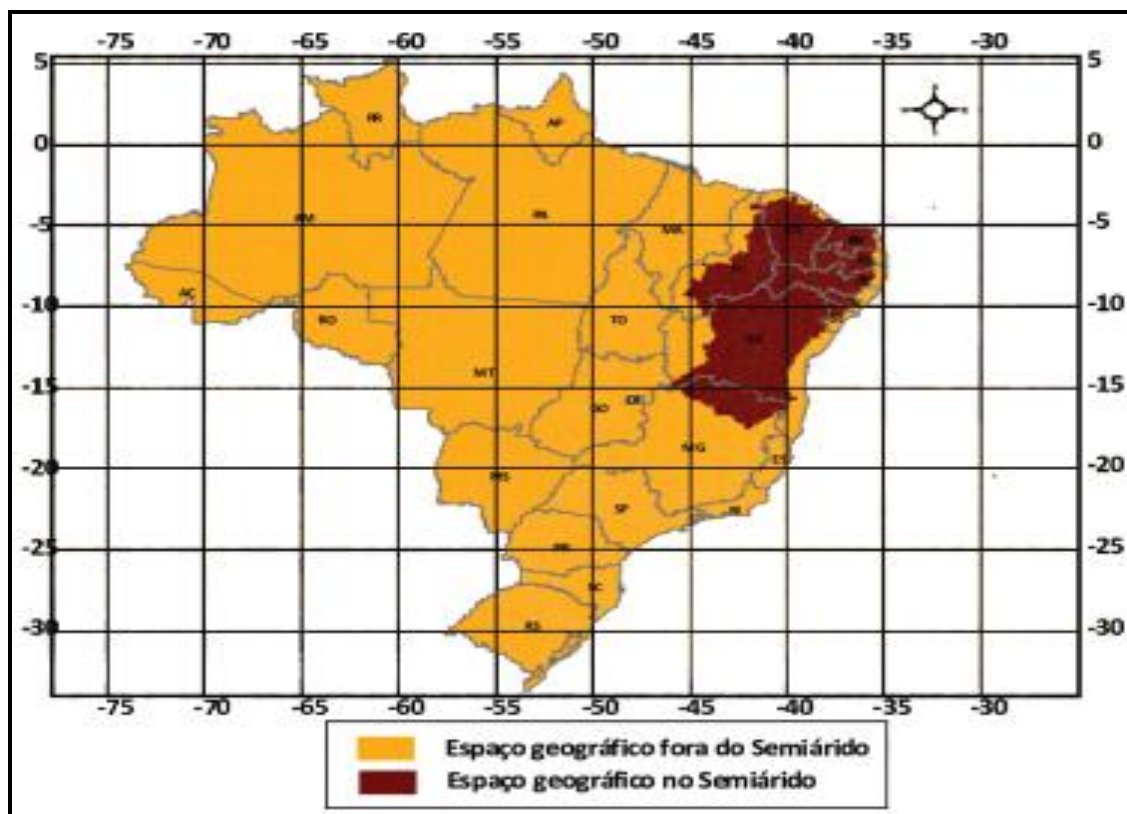 -75 -70 -65 -60 -55 -50 -45 -40 -35 -30
5 5
RR
AP
0 0
AM
PA
MA
CE
-5 -5
AC
-10 -10
RO
TO
BA
MT
-15 -15
GO
DF
MG
ES
MS
-20 -20
SP
RJ
PR
-25 -25
SC
RS
-30 -30
-75 -70 -65 -60 -55 -50 -45 -40 -35 -30
Espaço geográfico fora do Semiárido
Espaço geográfico no Semiárido